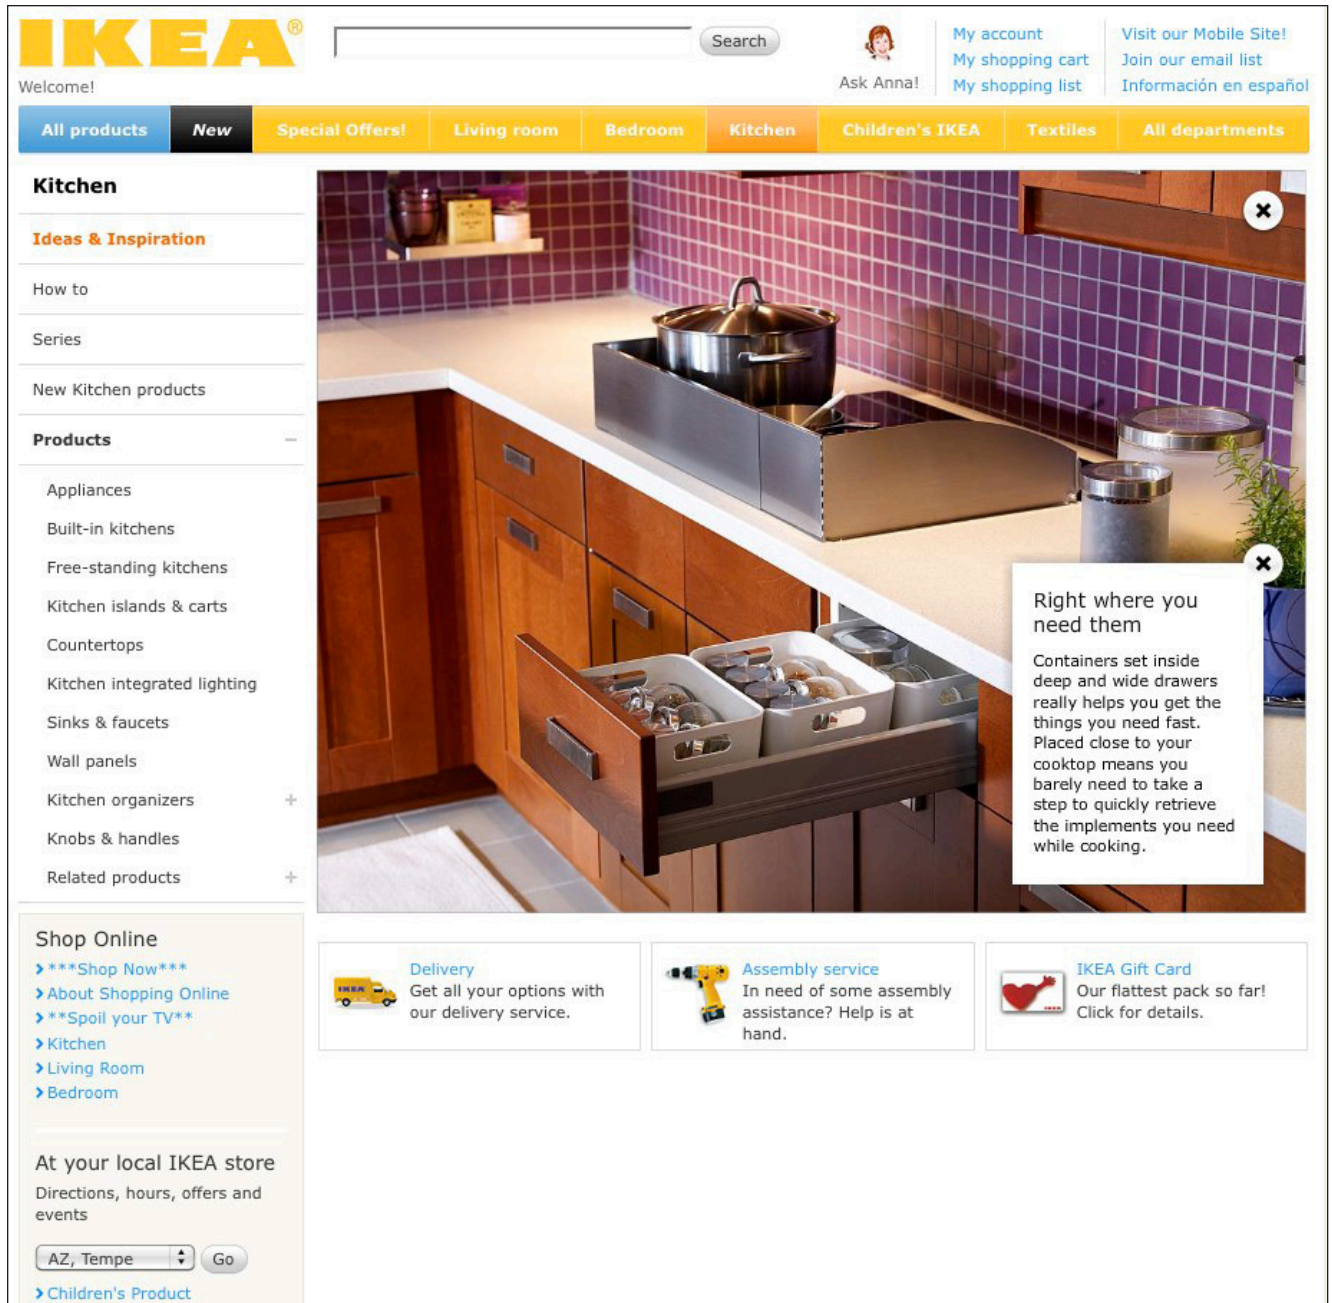 IKEA®
Search
Welcome!
Ask Anna!
My account
My shopping cart
My shopping list
Visit our Mobile Site!
Join our email list
Información en español
All products
New
Special Offers!
Living room
Bedroom
Kitchen
Children's IKEA
Textiles
All departments
Kitchen
Ideas & Inspiration
How to
Series
New Kitchen products
Products
Appliances
Built-in kitchens
Free-standing kitchens
Kitchen islands & carts
Countertops
Kitchen integrated lighting
Sinks & faucets
Wall panels
Kitchen organizers
Knobs & handles
Related products
Right where you
need them
Containers set inside
deep and wide drawers
really helps you get the
things you need fast.
Placed close to your
cooktop means you
barely need to take a
step to quickly retrieve
the implements you need
while cooking.
Shop Online
***Shop Now***
About Shopping Online
**Spoil your TV**
Kitchen
Living Room
Bedroom
At your local IKEA store
Directions, hours, offers and
events
AZ, Tempe
Go
Children's Product
IKEA
Delivery
Get all your options with
our delivery service.
Assembly service
In need of some assembly
assistance? Help is at
hand.
IKEA Gift Card
Our flattest pack so far!
Click for details.